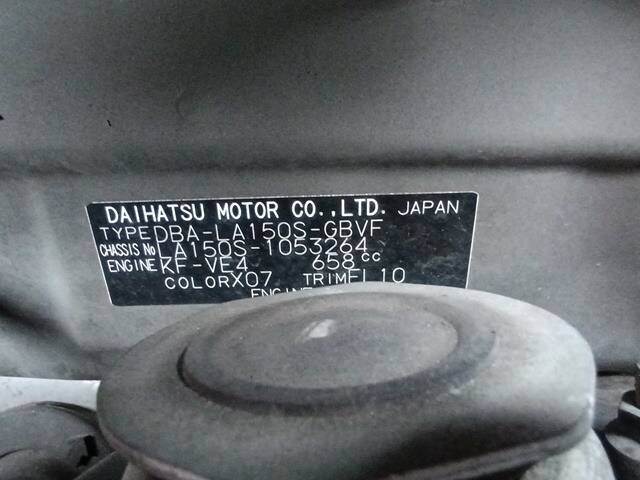 DAIHATSU MOTOR CO.,LTD. JAPAN
TYPE DBA-LA150S-GBVF
CHASSIS No LA150S-1053264
ENGINE KF-VE4 658cc
COLOR X07 TRIM FL10
ENGINE